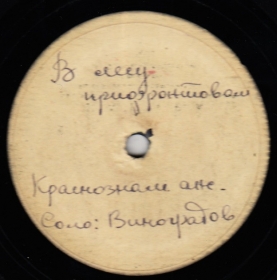 В лесу
прифронтовом
Краснознам анс.
Соло: Виноградов